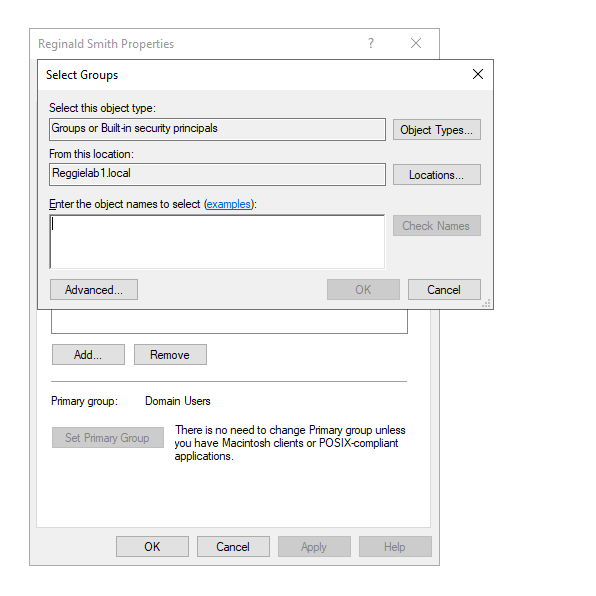 Reginald Smith Properties
?
Select Groups
Select this object type:
Groups or Built-in security principals
Object Types...
From this location:
Reggielab1.local
Locations...
Enter the object names to select (examples):
Check Names
Advanced...
OK
Cancel
Add...
Remove
Primary group:
Domain Users
Set Primary Group
There is no need to change Primary group unless
you have Macintosh clients or POSIX-compliant
applications.
OK
Cancel
Apply
Help